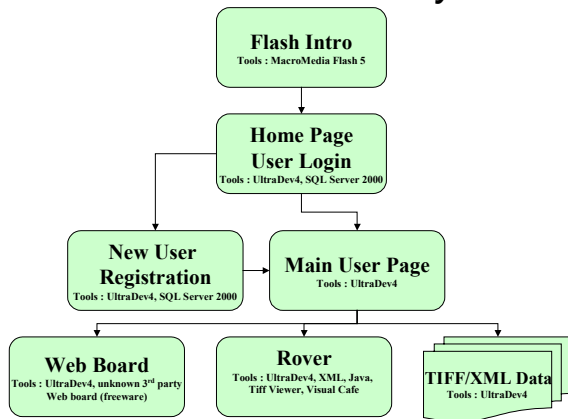 Flash Intro
Tools : MacroMedia Flash 5
Home Page
User Login
Tools : UltraDev4, SQL Server 2000
New User
Registration
Tools : UltraDev4, SQL Server 2000
Main User Page
Tools : UltraDev4
Web Board
Tools : UltraDev4, unknown 3rd party
Web board (freeware)
Rover
Tools : UltraDev4, XML, Java,
Tiff Viewer, Visual Cafe
TIFF/XML Data
Tools : UltraDev4